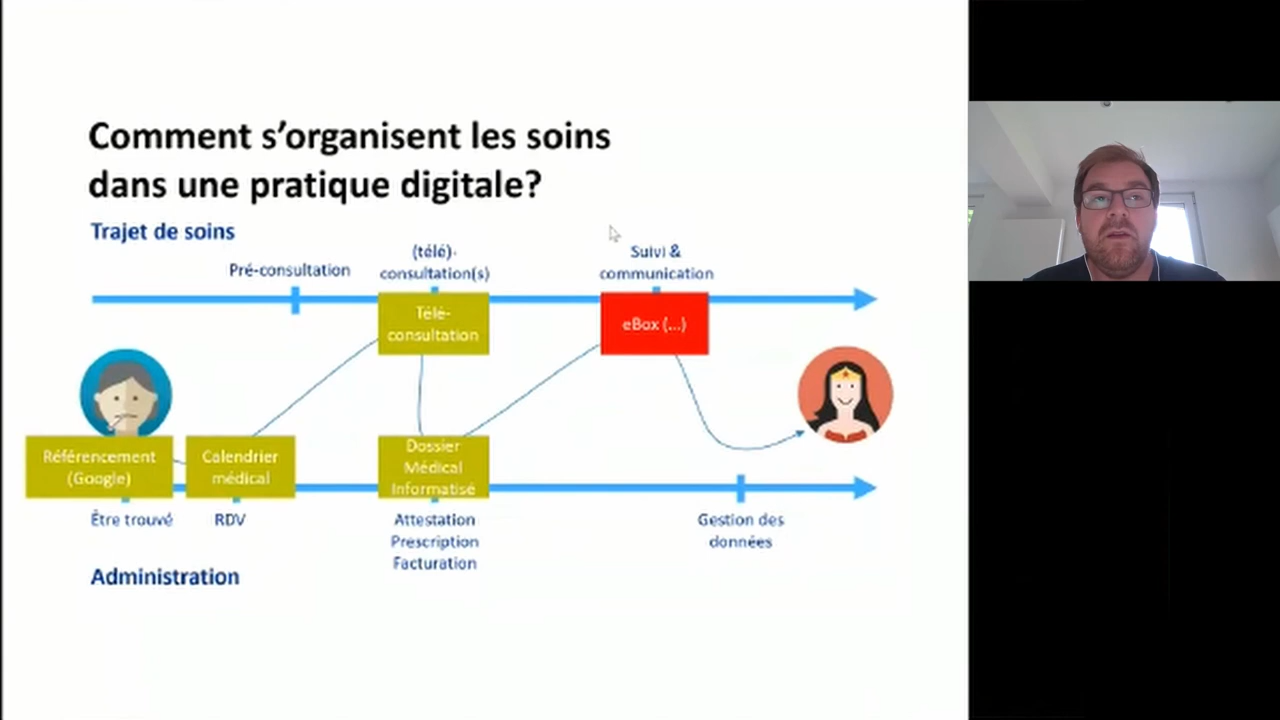 Comment s’organisent les soins
dans une pratique digitale?
Trajet de soins
Pré-consultation
(télé)-
consultation(s)
Suivi &
communication
Télé-
consultation
eBox (...)
Référencement
(Google)
Calendrier
médical
Dossier
Médical
Informatisé
Être trouvé
RDV
Attestation
Prescription
Facturation
Gestion des
données
Administration